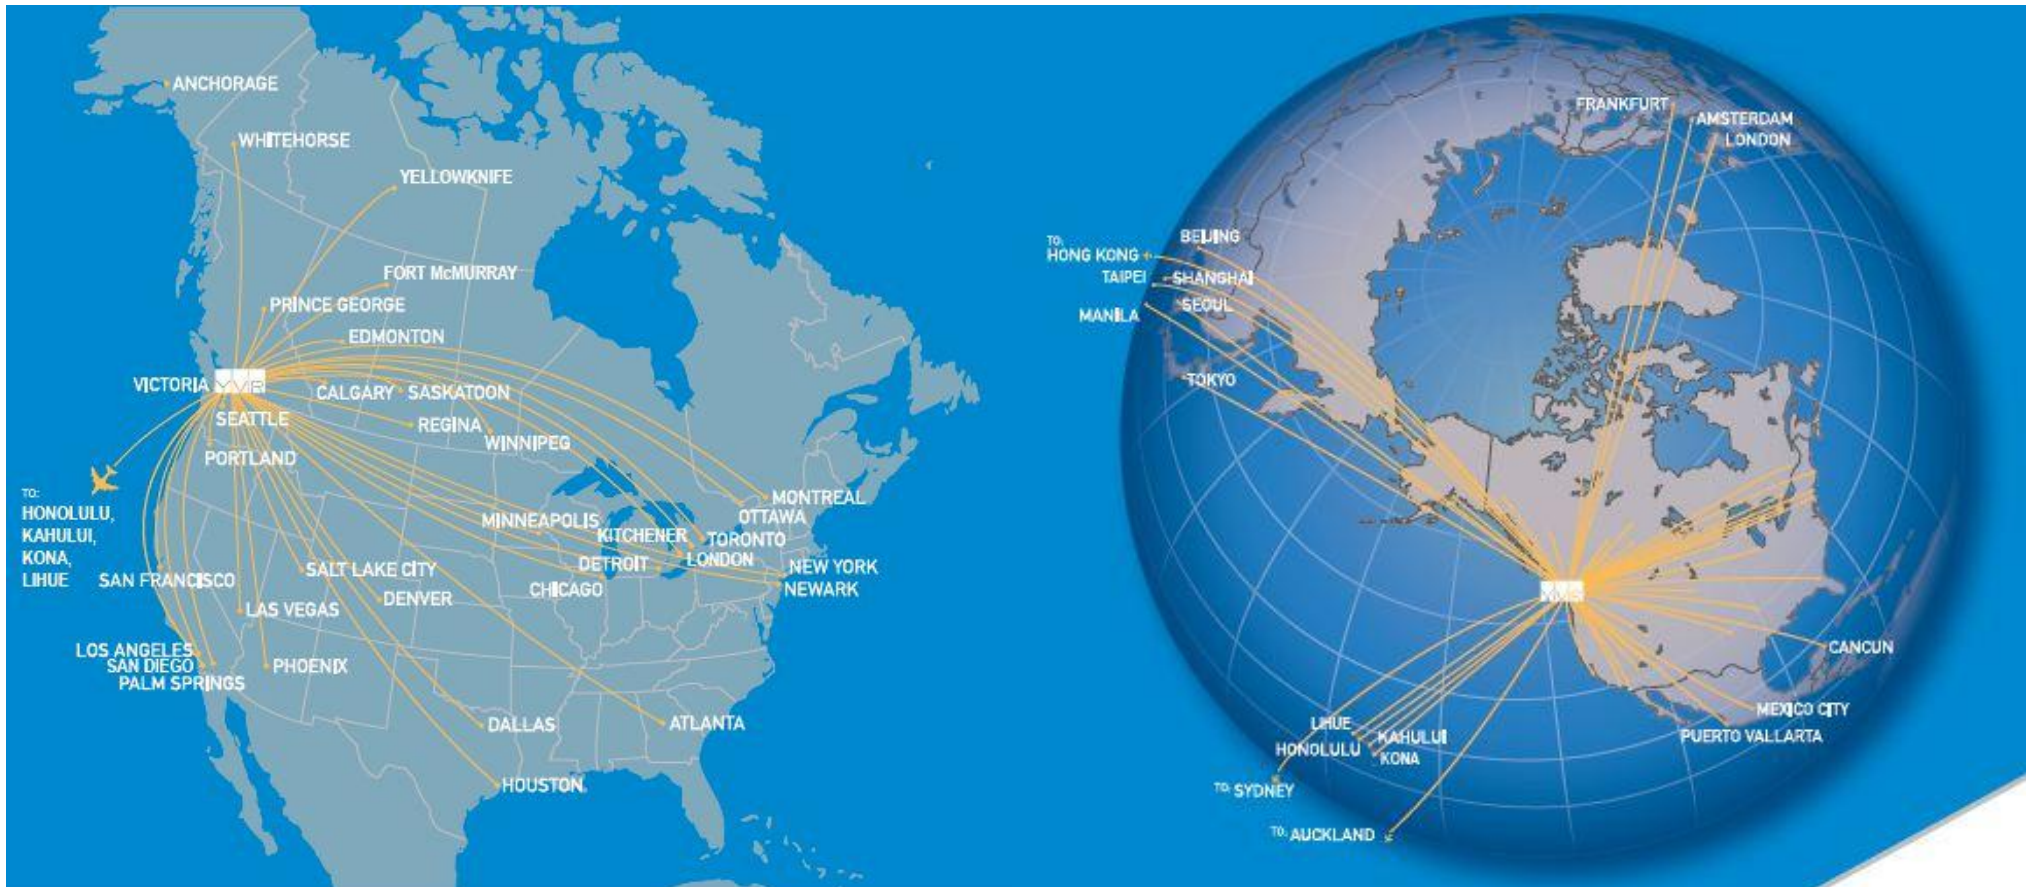 ANCHORAGE
WHITEHORSE
YELLOWKNIFE
FORT McMURRAY
PRINCE GEORGE
EDMONTON
VICTORIA
YVR
CALGARY
SASKATOON
SEATTLE
REGINA
WINNIPEG
PORTLAND
TO:
HONOLULU,
KAHULUI,
KONA,
LIHUE
MONTREAL
OTTAWA
MINNEAPOLIS
KITCHENER
TORONTO
LONDON
DETROIT
CHICAGO
NEW YORK
NEWARK
SAN FRANCISCO
SALT LAKE CITY
DENVER
LAS VEGAS
LOS ANGELES
SAN DIEGO
PALM SPRINGS
PHOENIX
DALLAS
ATLANTA
HOUSTON
FRANKFURT
AMSTERDAM
LONDON
BEIJING
TO:
HONG KONG
TAIPEI
SHANGHAI
SEOUL
MANILA
TOKYO
YVR
CANCUN
MEXICO CITY
PUERTO VALLARTA
LIHUE
KAHULUI
HONOLULU
KONA
TO: SYDNEY
TO: AUCKLAND